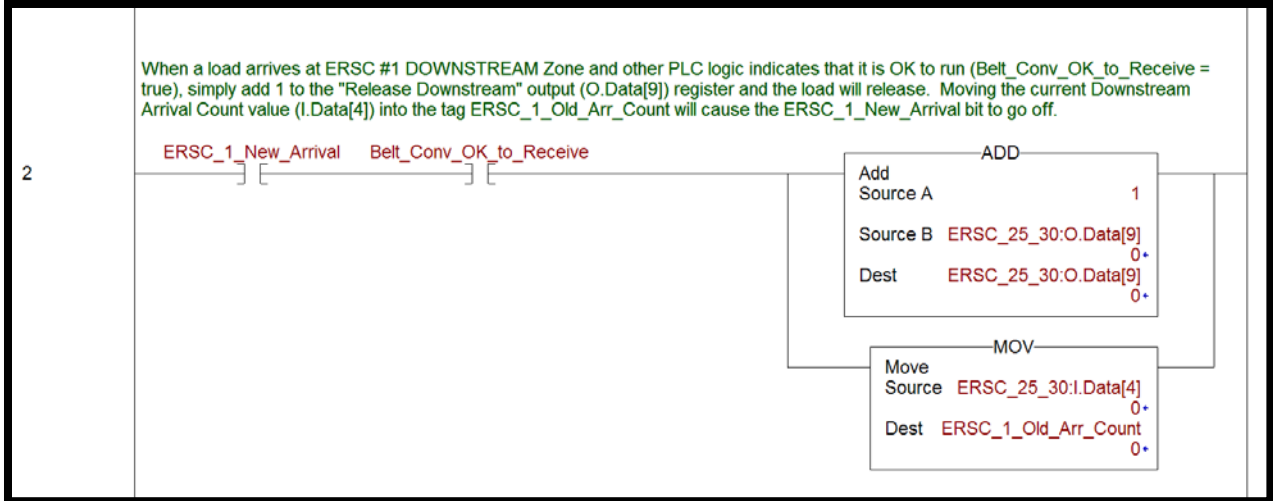 When a load arrives at ERSC #1 DOWNSTREAM Zone and other PLC logic indicates that it is OK to run (Belt_Conv_OK_to_Receive =
true), simply add 1 to the "Release Downstream" output (O.Data[9]) register and the load will release. Moving the current Downstream
Arrival Count value (I.Data[4]) into the tag ERSC_1_Old_Arr_Count will cause the ERSC_1_New_Arrival bit to go off.
ERSC_1_New_Arrival Belt_Conv_OK_to_Receive
2
ADD
Add
Source A 1
Source B ERSC_25_30:O.Data[9]
0
Dest ERSC_25_30:O.Data[9]
0
MOV
Move
Source ERSC_25_30:I.Data[4]
0
Dest ERSC_1_Old_Arr_Count
0